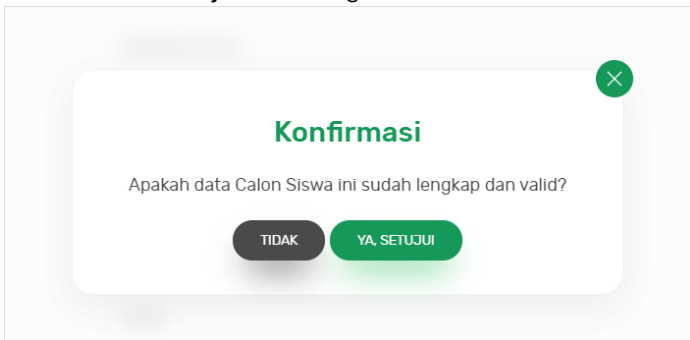 Konfirmasi
Apakah data Calon Siswa ini sudah lengkap dan valid?
TIDAK
YA, SETUJUI